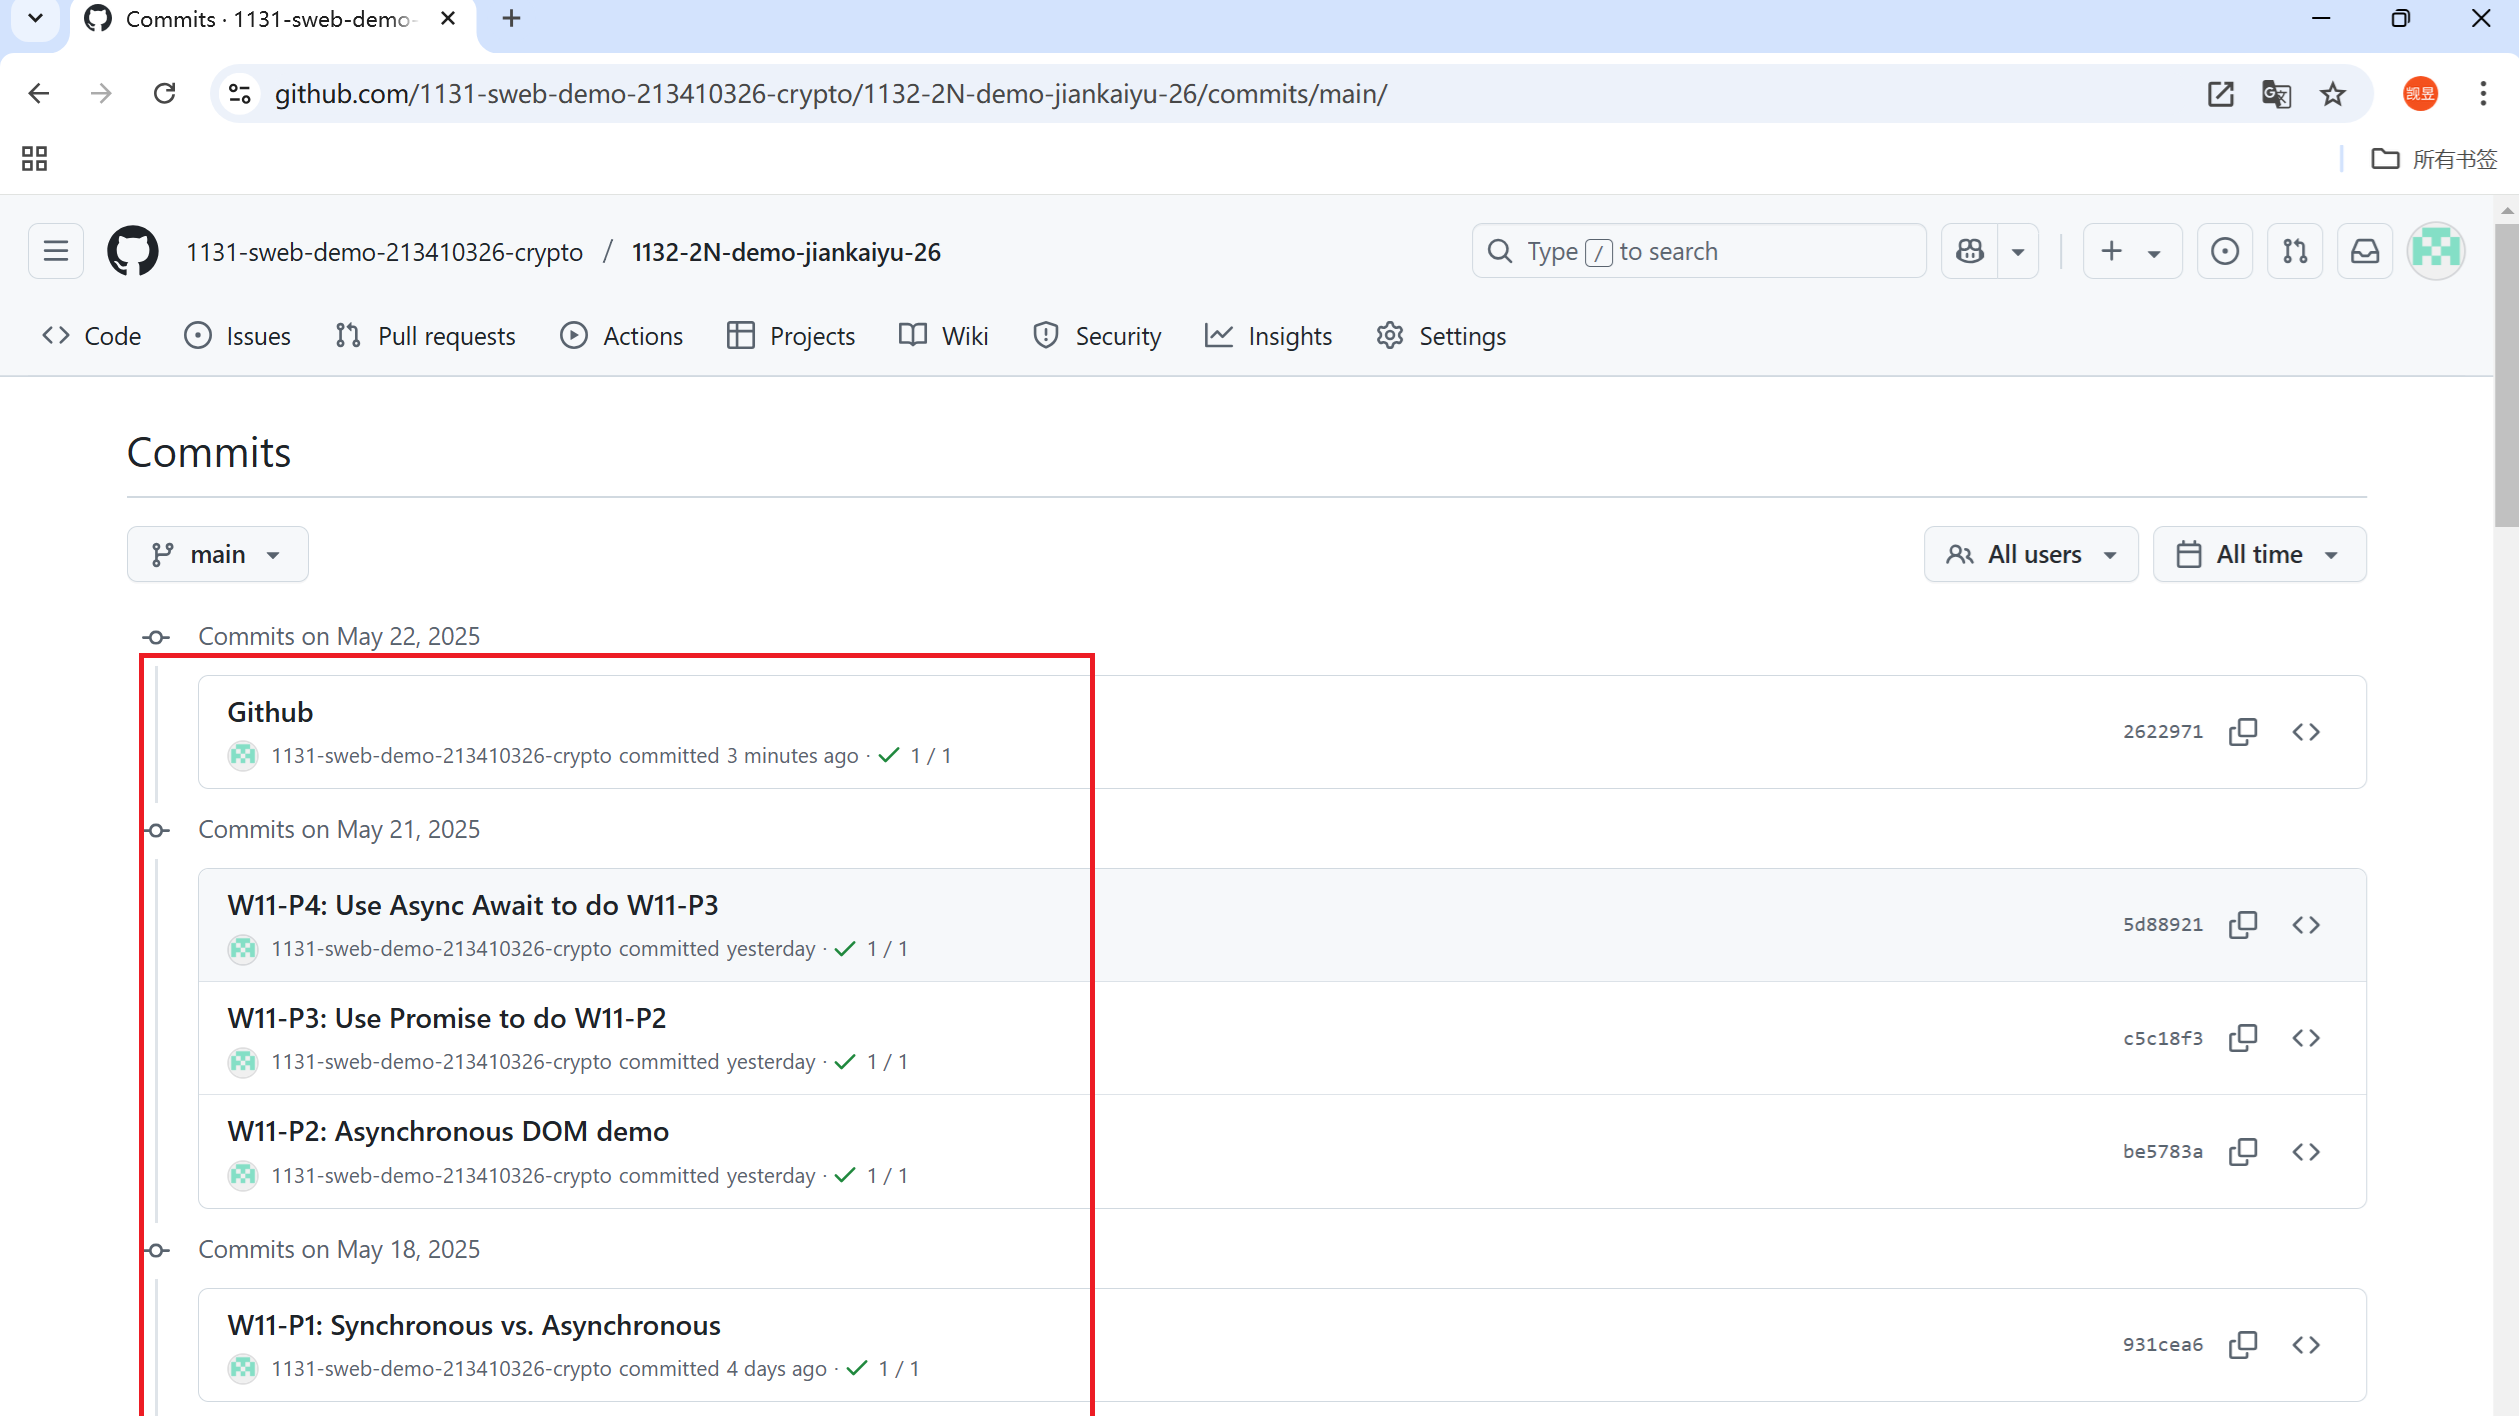 Commits · 1131-sweb-demo-
github.com/1131-sweb-demo-213410326-crypto/1132-2N-demo-jiankaiyu-26/commits/main/
觊昱
所有书签
1131-sweb-demo-213410326-crypto / 1132-2N-demo-jiankaiyu-26
Type / to search
Code Issues Pull requests Actions Projects Wiki Security Insights Settings
Commits
main
All users All time
Commits on May 22, 2025
Github
1131-sweb-demo-213410326-crypto committed 3 minutes ago · 1 / 1
2622971
Commits on May 21, 2025
W11-P4: Use Async Await to do W11-P3
1131-sweb-demo-213410326-crypto committed yesterday · 1 / 1
5d88921
W11-P3: Use Promise to do W11-P2
1131-sweb-demo-213410326-crypto committed yesterday · 1 / 1
c5c18f3
W11-P2: Asynchronous DOM demo
1131-sweb-demo-213410326-crypto committed yesterday · 1 / 1
be5783a
Commits on May 18, 2025
W11-P1: Synchronous vs. Asynchronous
1131-sweb-demo-213410326-crypto committed 4 days ago · 1 / 1
931cea6